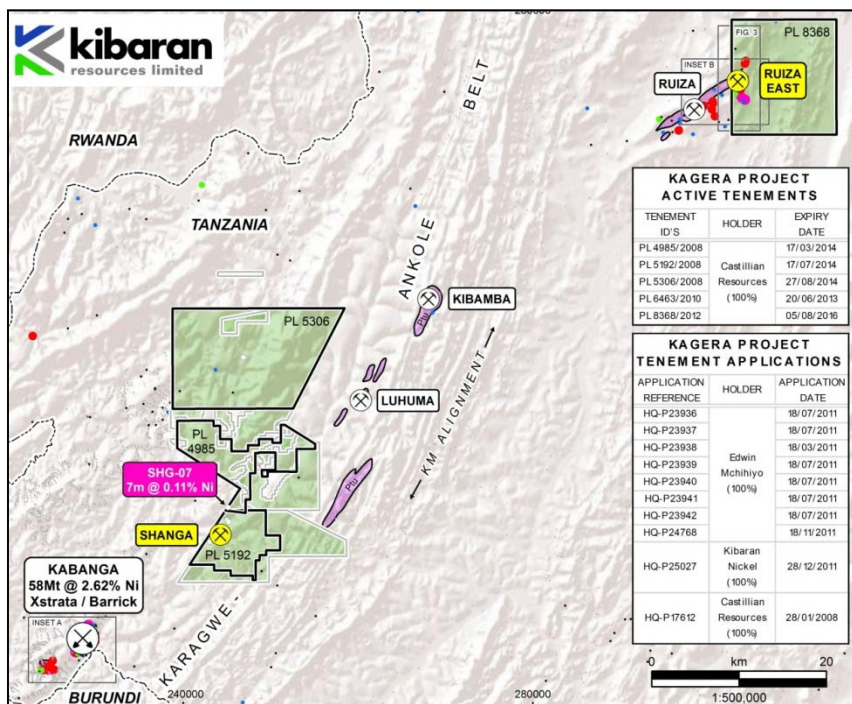 kibaran
resources limited
280000
FIG. 3
PL 8368
INSET B
RUIZA
RUIZA
EAST
RWANDA
TANZANIA
ANKOLE
BELT
KAGERA PROJECT
ACTIVE TENEMENTS
TENEMENT ID'S HOLDER EXPIRY DATE
PL 4985/2008 17/03/2014
PL 5192/2008 17/07/2014
PL 5306/2008 27/08/2014
PL 6463/2010 20/06/2013
PL 8368/2012 05/08/2016
Castillian
Resources
(100%)
KIBAMBA
Ptu
PL 5306
LUHUMA
KM ALIGNMENT
PL
4985
SHG-07
7m @ 0.11% Ni
Ptu
SHANGA
PL 5192
KAGERA PROJECT
TENEMENT APPLICATIONS
APPLICATION REFERENCE HOLDER APPLICATION DATE
HQ-P23936 18/07/2011
HQ-P23937 18/07/2011
HQ-P23938 18/03/2011
HQ-P23939 18/07/2011
HQ-P23940 18/07/2011
HQ-P23941 18/07/2011
HQ-P23942 18/07/2011
HQ-P24768 18/11/2011
Edwin
Mchihiyo
(100%)
HQ-P25027 Kibaran Nickel (100%) 28/12/2011
HQ-P17612 Castillian Resources (100%) 28/01/2008
KABANGA
58Mt @ 2.62% Ni
Xstrata / Barrick
INSET A
KARAGWE -
BURUNDI
240000
280000
0 km 20
1:500,000